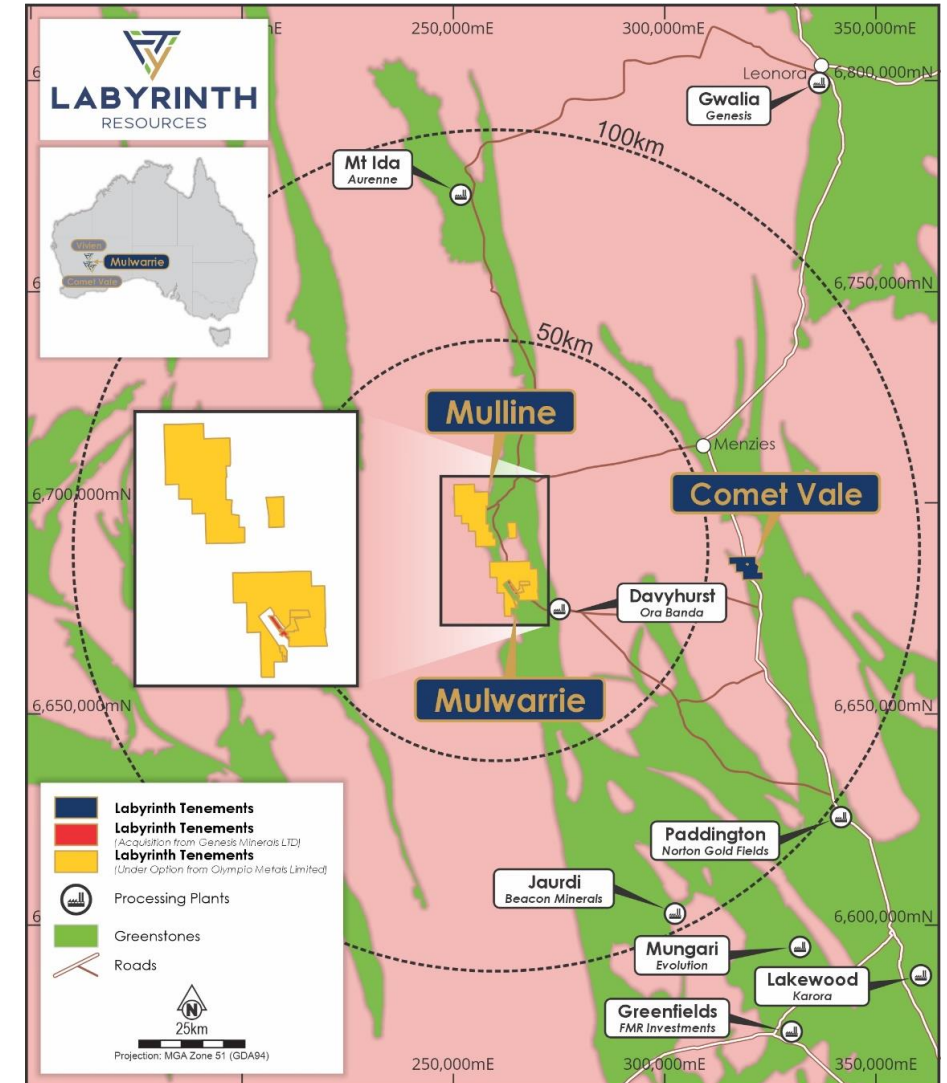 LABYRINTH
RESOURCES
Vivien
Mulwarrie
Comet Vale
mE
250,000mE
300,000mE
350,000mE
Leonora
6,800,000mN
Gwalia
Genesis
100km
Mt Ida
Aurenne
6,750,000mN
50km
Mulline
Menzies
6,700,000mN
Comet Vale
Davyhurst
Ora Banda
Mulwarrie
6,650,000mN
6,650,000mN
Labyrinth Tenements
Labyrinth Tenements
(Acquisition from Genesis Minerals LTD)
Labyrinth Tenements
(Under Option from Olympio Metals Limited)
Processing Plants
Greenstones
Roads
N
25km
Projection: MGA Zone 51 (GDA94)
Paddington
Norton Gold Fields
Jaurdi
Beacon Minerals
6,600,000mN
Mungari
Evolution
Lakewood
Karora
Greenfields
FMR Investments
250,000mE
300,000mE
350,000mE